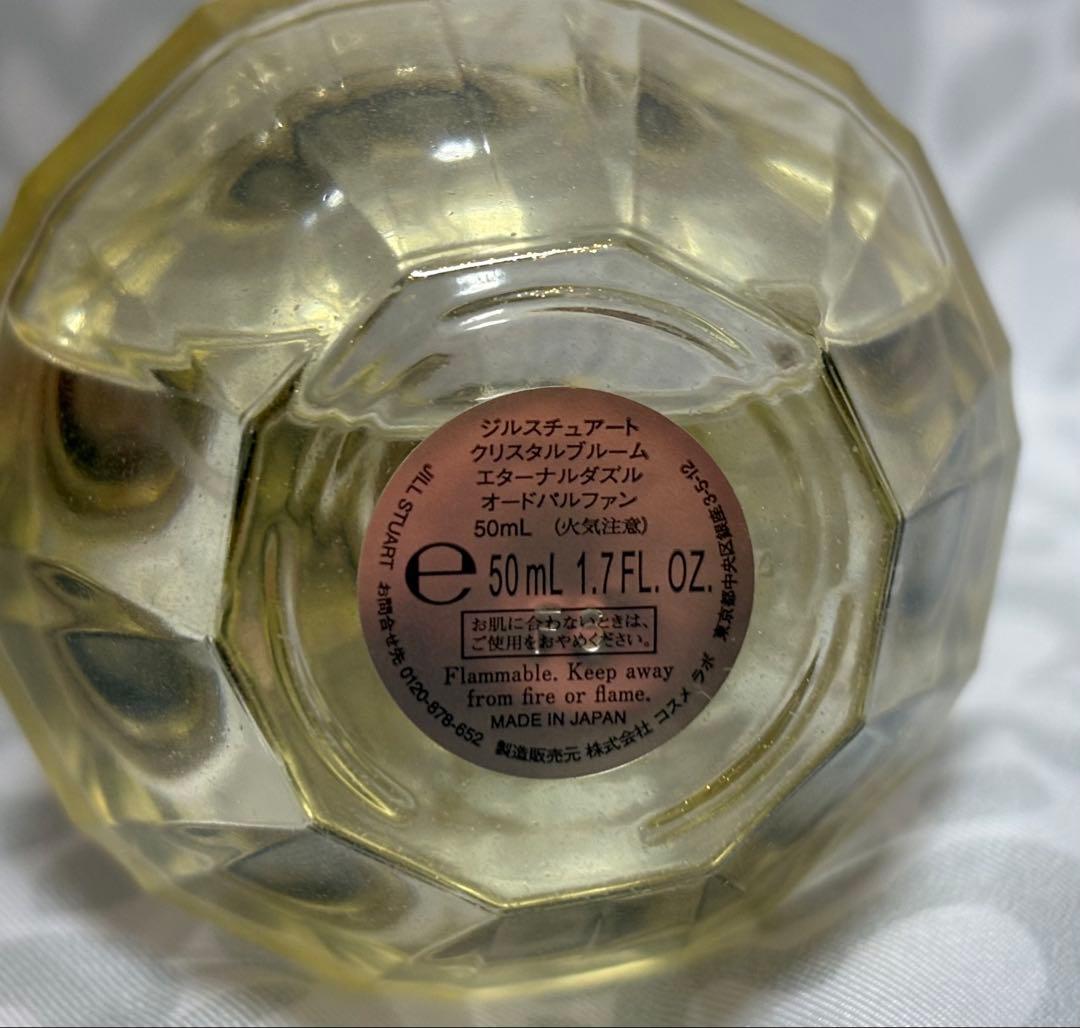 ジルスチュアート
クリスタルブルーム
エターナルダズル
オードパルファン
50mL （火気注意）
e 50 mL 1.7 FL. OZ.
お肌に合わないときは、
ご使用をおやめください。
Flammable. Keep away
from fire or flame.
MADE IN JAPAN
JILL STUART お問合せ先 0120-878-652 製造販売元 株式会社 コスメ ラボ 東京都中央区銀座3-5-12